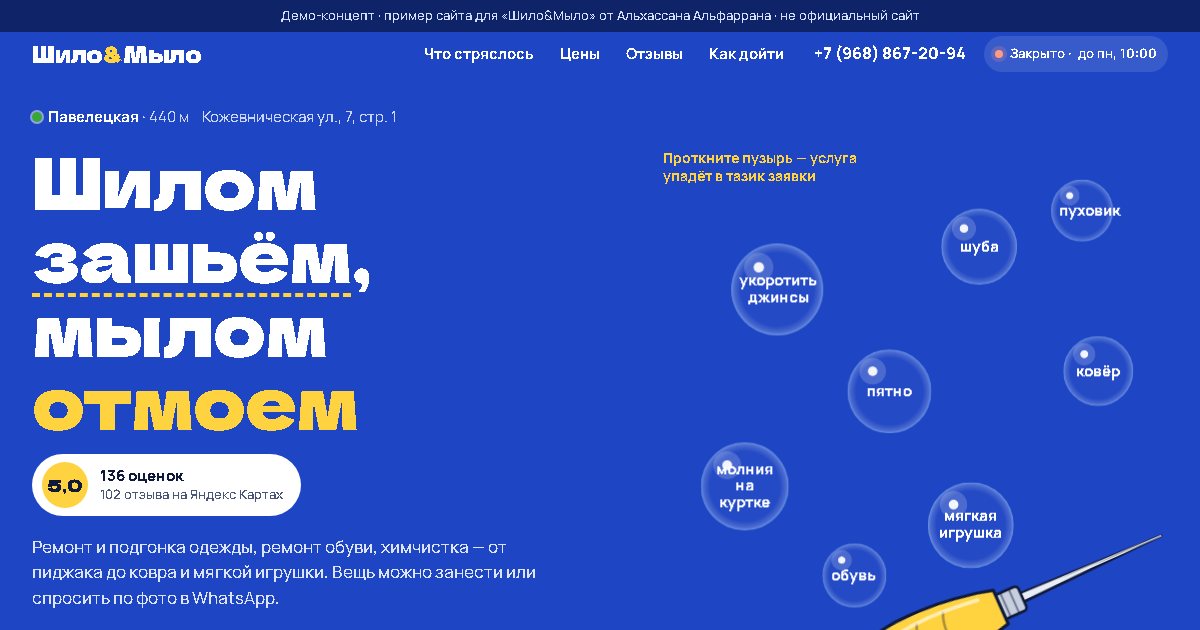 Демо-концепт · пример сайта для «Шило&Мыло» от Альхассана Альфаррана · не официальный сайт
Шило&Мыло
Что стряслось
Цены
Отзывы
Как дойти
+7 (968) 867-20-94
Закрыто · до пн, 10:00
Павелецкая · 440 м Кожевническая ул., 7, стр. 1
Шилом
зашьём,
мылом
отмоем
5,0
136 оценок
102 отзыва на Яндекс Картах
Ремонт и подгонка одежды, ремонт обуви, химчистка — от
пиджака до ковра и мягкой игрушки. Вещь можно занести или
спросить по фото в WhatsApp.
Проткните пузырь — услуга
упадёт в тазик заявки
пуховик
шуба
укоротить
джинсы
ковёр
пятно
молния
на
куртке
мягкая
игрушка
обувь